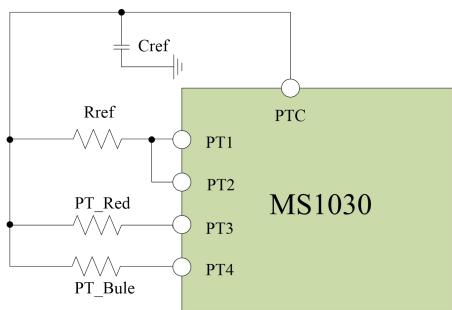 Cref
PTC
Rref
PT1
PT2
MS1030
PT_Red
PT3
PT4
PT_Bule